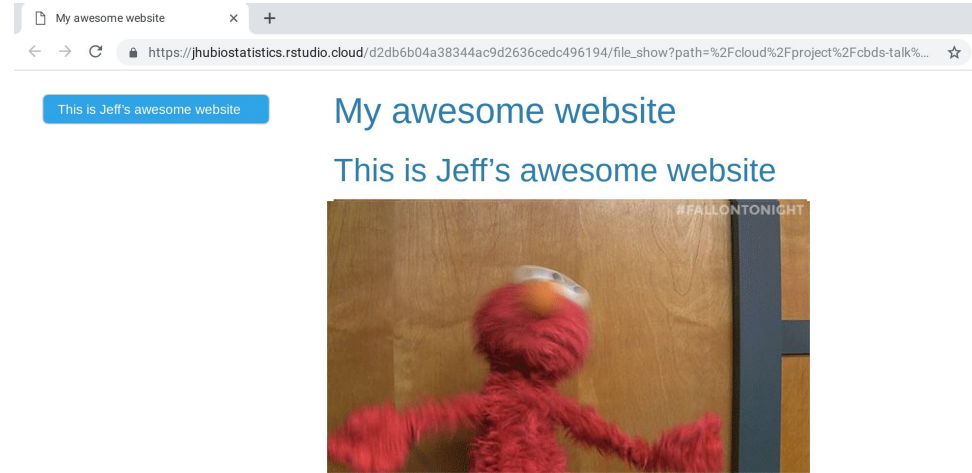 My awesome website
https://jhubiostatistics.rstudio.cloud/d2db6b04a38344ac9d2636cedc496194/file_show?path=%2Fcloud%2Fproject%2Fcbds-talk%...
This is Jeff’s awesome website
My awesome website
This is Jeff’s awesome website
#FALLONTONIGHT